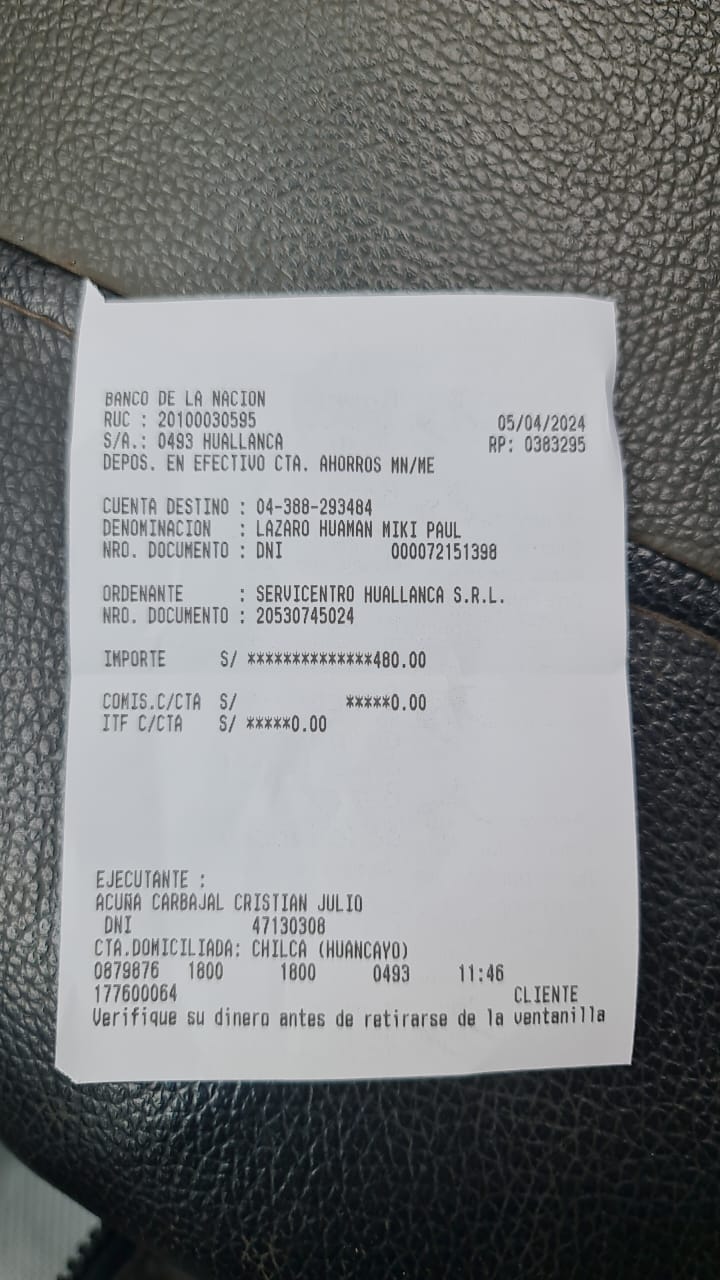 BANCO DE LA NACION
RUC : 20100030595 05/04/2024
S/A.: 0493 HUALLANCA RP: 0383295
DEPOS. EN EFECTIVO CTA. AHORROS MN/ME
CUENTA DESTINO : 04-388-293484
DENOMINACION : LAZARO HUAMAN MIKI PAUL
NRO. DOCUMENTO : DNI 000072151398
ORDENANTE : SERVICENTRO HUALLANCA S.R.L.
NRO. DOCUMENTO : 20530745024
IMPORTE S/ **************480.00
COMIS.C/CTA S/ *****0.00
ITF C/CTA S/ *****0.00
EJECUTANTE :
ACUÑA CARBAJAL CRISTIAN JULIO
DNI 47130308
CTA.DOMICILIADA: CHILCA (HUANCAYO)
0879876 1800 1800 0493 11:46
177600064 CLIENTE
Verifique su dinero antes de retirarse de la ventanilla